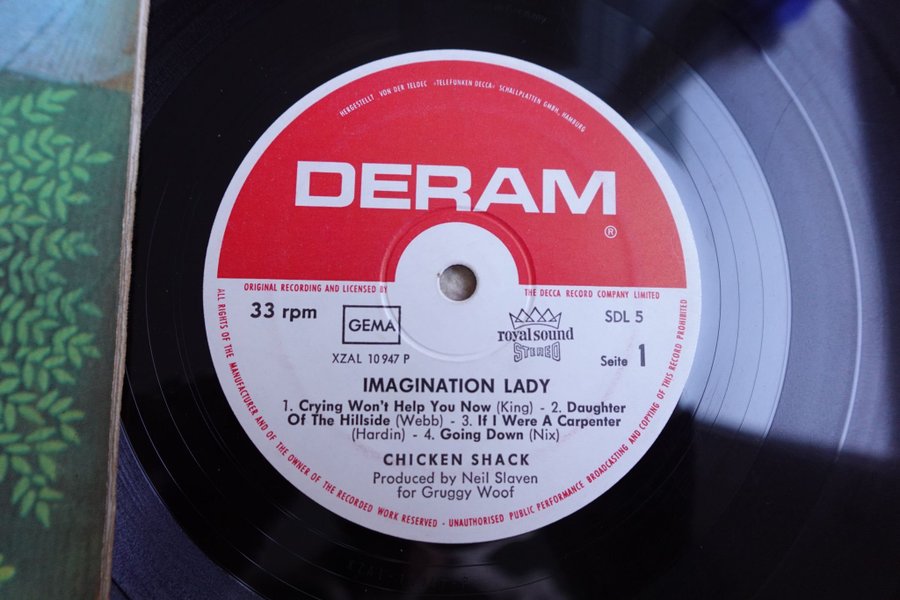 HERGESTELLT VON DER TELDEC »TELEFUNKEN DECCA« SCHALLPLATTEN GMBH, HAMBURG
DERAM
®
ORIGINAL RECORDING AND LICENSED BY THE DECCA RECORD COMPANY LIMITED
33 rpm
GEMA
XZAL 10 947 P
royal sound
STEREO
SDL 5
Seite 1
IMAGINATION LADY
1. Crying Won't Help You Now (King) - 2. Daughter
Of The Hillside (Webb) - 3. If I Were A Carpenter
(Hardin) - 4. Going Down (Nix)
CHICKEN SHACK
Produced by Neil Slaven
for Gruggy Woof
ALL RIGHTS OF THE MANUFACTURER AND OF THE OWNER OF THE RECORDED WORK RESERVED - UNAUTHORISED PUBLIC PERFORMANCE BROADCASTING AND COPYING OF THIS RECORD PROHIBITED